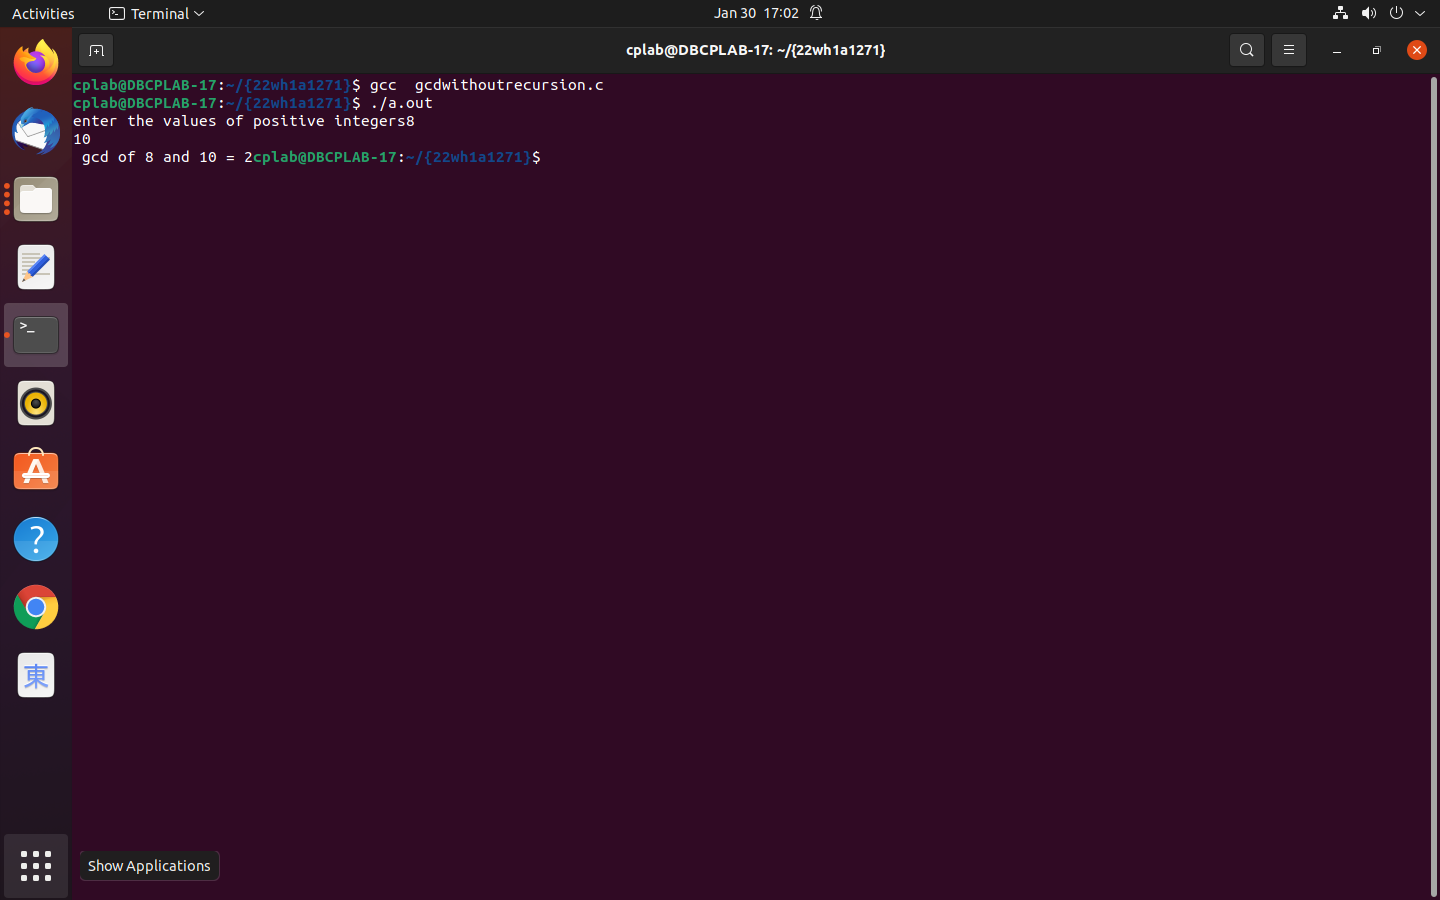 Activities Terminal Jan 30 17:02
cplab@DBCPLAB-17: ~/{22wh1a1271}
cplab@DBCPLAB-17:~/{22wh1a1271}$ gcc  gcdwithoutrecursion.c
cplab@DBCPLAB-17:~/{22wh1a1271}$ ./a.out
enter the values of positive integers8
10
 gcd of 8 and 10 = 2cplab@DBCPLAB-17:~/{22wh1a1271}$
>_
A
?
東
Show Applications